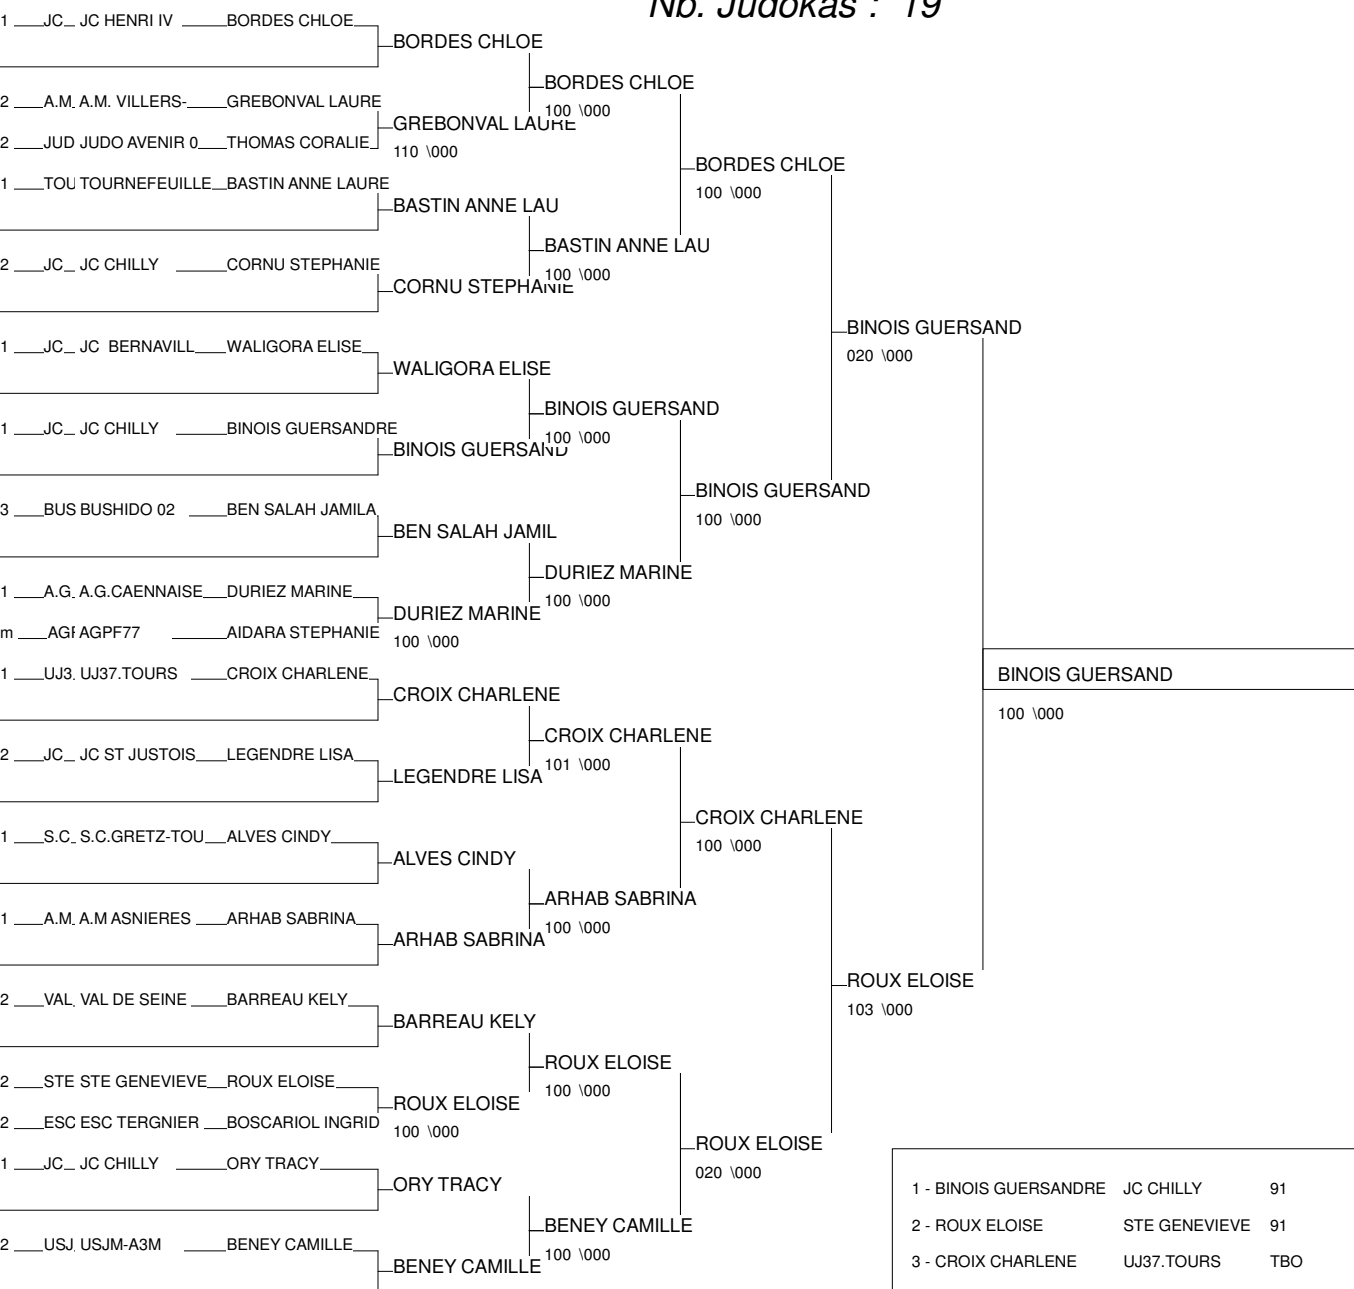 Nb. Judokas : 19
1 JC_ JC HENRI IV BORDES CHLOE
BORDES CHLOE
BORDES CHLOE
100 \000
2 A.M. A.M. VILLERS- GREBONVAL LAURE
GREBONVAL LAURE
110 \000
2 JUD JUDO AVENIR 0 THOMAS CORALIE
BORDES CHLOE
100 \000
1 TOU TOURNEFEUILLE BASTIN ANNE LAURE
BASTIN ANNE LAU
BASTIN ANNE LAU
100 \000
2 JC_ JC CHILLY CORNU STEPHANIE
CORNU STEPHANIE
BINOIS GUERSAND
020 \000
1 JC_ JC BERNAVILL WALIGORA ELISE
WALIGORA ELISE
BINOIS GUERSAND
100 \000
1 JC_ JC CHILLY BINOIS GUERSANDRE
BINOIS GUERSAND
BINOIS GUERSAND
100 \000
3 BUS BUSHIDO 02 BEN SALAH JAMILA
BEN SALAH JAMIL
DURIEZ MARINE
100 \000
1 A.G. A.G.CAENNAISE DURIEZ MARINE
DURIEZ MARINE
100 \000
m AGF AGPF77 AIDARA STEPHANIE
BINOIS GUERSAND
100 \000
1 UJ3. UJ37.TOURS CROIX CHARLENE
CROIX CHARLENE
CROIX CHARLENE
101 \000
2 JC_ JC ST JUSTOIS LEGENDRE LISA
LEGENDRE LISA
CROIX CHARLENE
100 \000
1 S.C. S.C.GRETZ-TOU ALVES CINDY
ALVES CINDY
ARHAB SABRINA
100 \000
1 A.M. A.M ASNIERES ARHAB SABRINA
ARHAB SABRINA
ROUX ELOISE
103 \000
2 VAL VAL DE SEINE BARREAU KELY
BARREAU KELY
ROUX ELOISE
100 \000
2 STE STE GENEVIEVE ROUX ELOISE
ROUX ELOISE
100 \000
2 ESC ESC TERGNIER BOSCARIOL INGRID
ROUX ELOISE
020 \000
1 JC_ JC CHILLY ORY TRACY
ORY TRACY
BENEY CAMILLE
100 \000
2 USJ USJM-A3M BENEY CAMILLE
BENEY CAMILLE
1 - BINOIS GUERSANDRE JC CHILLY 91
2 - ROUX ELOISE STE GENEVIEVE 91
3 - CROIX CHARLENE UJ37.TOURS TBO